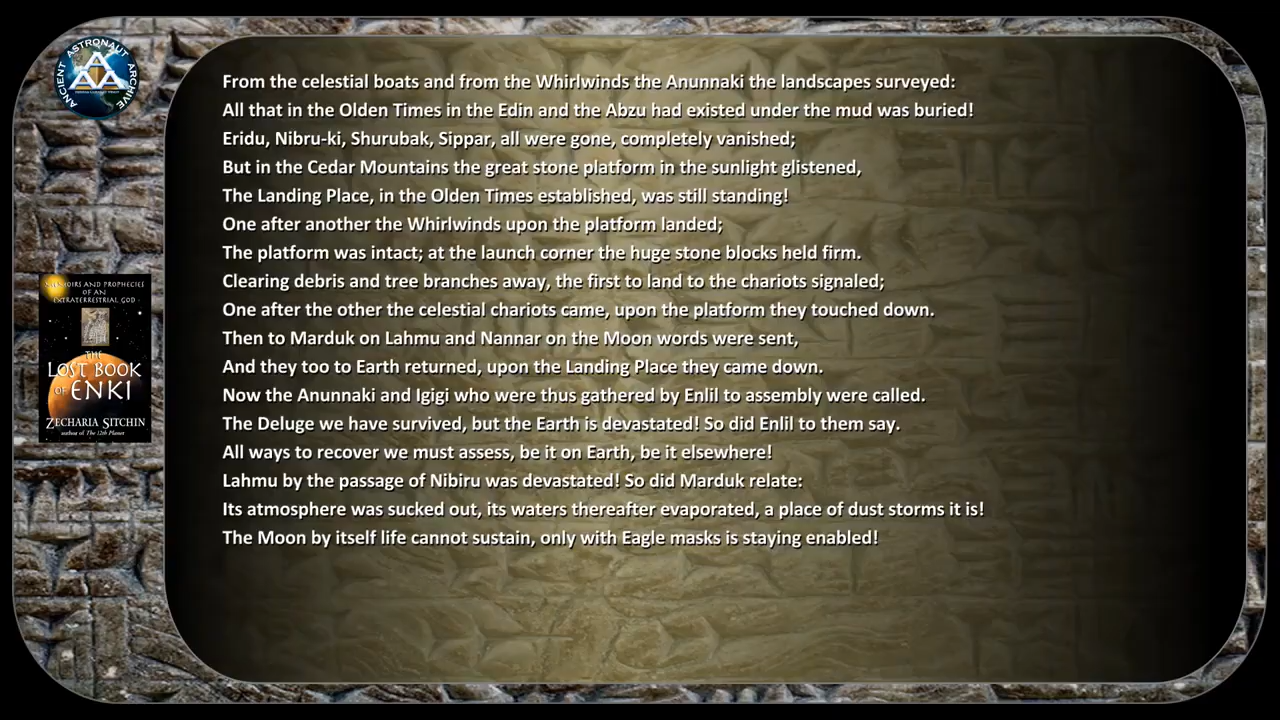 ANCIENT ASTRONAUT ARCHIVE
From the celestial boats and from the Whirlwinds the Anunnaki the landscapes surveyed:
All that in the Olden Times in the Edin and the Abzu had existed under the mud was buried!
Eridu, Nibru-ki, Shurubak, Sippar, all were gone, completely vanished;
But in the Cedar Mountains the great stone platform in the sunlight glistened,
The Landing Place, in the Olden Times established, was still standing!
One after another the Whirlwinds upon the platform landed;
The platform was intact; at the launch corner the huge stone blocks held firm.
Clearing debris and tree branches away, the first to land to the chariots signaled;
One after the other the celestial chariots came, upon the platform they touched down.
Then to Marduk on Lahmu and Nannar on the Moon words were sent,
And they too to Earth returned, upon the Landing Place they came down.
Now the Anunnaki and Igigi who were thus gathered by Enlil to assembly were called.
The Deluge we have survived, but the Earth is devastated! So did Enlil to them say.
All ways to recover we must assess, be it on Earth, be it elsewhere!
Lahmu by the passage of Nibiru was devastated! So did Marduk relate:
Its atmosphere was sucked out, its waters thereafter evaporated, a place of dust storms it is!
The Moon by itself life cannot sustain, only with Eagle masks is staying enabled!
MEMOIRS AND PROPHECIES
OF AN
EXTRATERRESTRIAL GOD
THE
LOST BOOK
OF ENKI
ZECHARIA SITCHIN
author of The 12th Planet